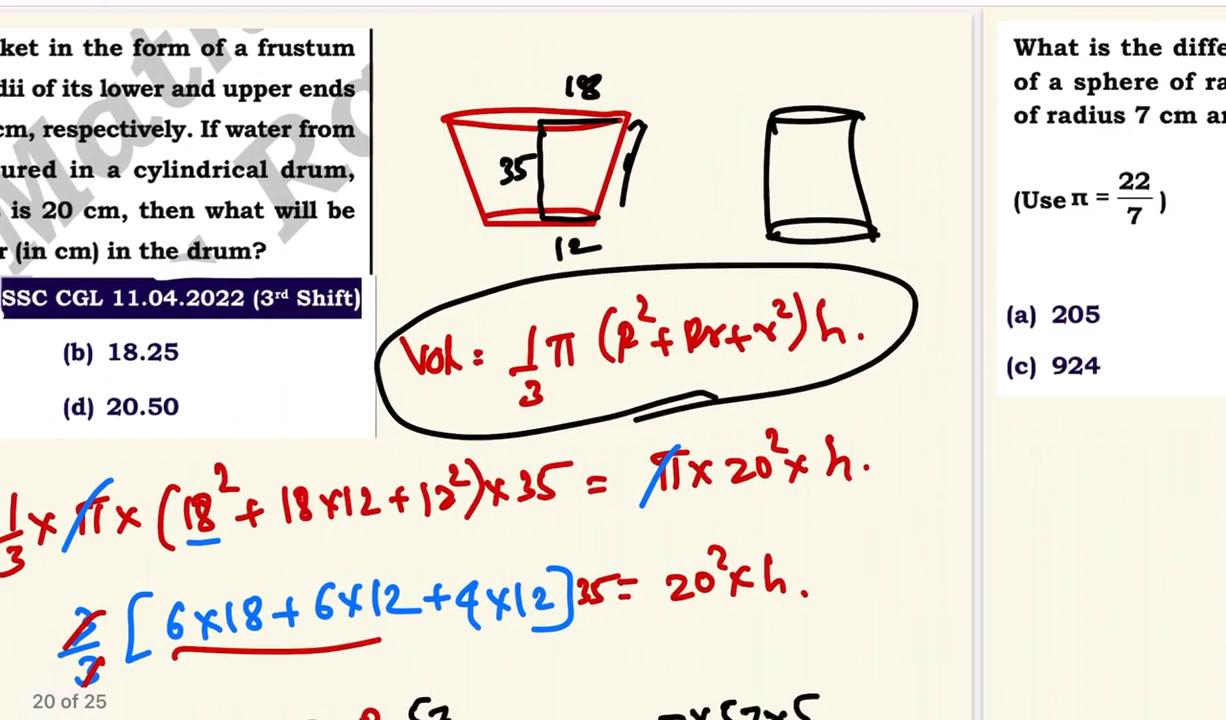 ket in the form of a frustum
dii of its lower and upper ends
cm, respectively. If water from
ured in a cylindrical drum,
is 20 cm, then what will be
r (in cm) in the drum?
SSC CGL 11.04.2022 (3rd Shift)
(b) 18.25
(d) 20.50
18
35
12
Vol = 1/3 π (R² + Rr + r²) h.
1/3 × π × (18² + 18×12 + 12²) × 35 = π × 20² × h.
2/3 [6×18 + 6×12 + 4×12] 35 = 20² × h.
20 of 25
What is the diffe
of a sphere of ra
of radius 7 cm an
(Use π = 22/7)
(a) 205
(c) 924